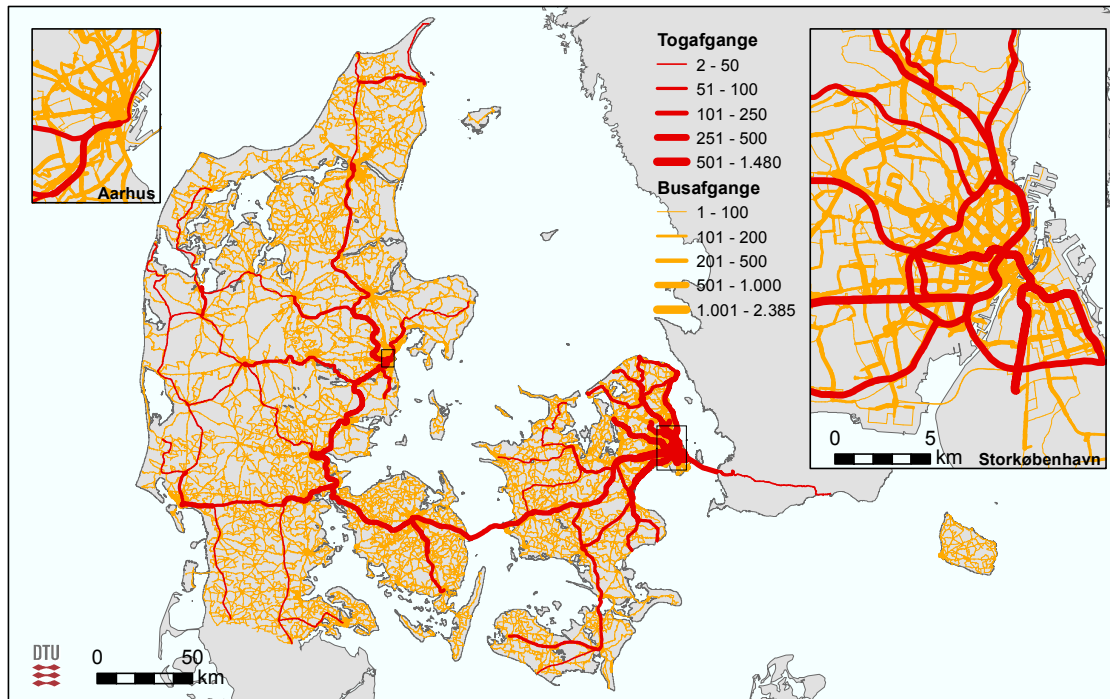 Aarhus
Togafgange
2 - 50
51 - 100
101 - 250
251 - 500
501 - 1.480
Busafgange
1 - 100
101 - 200
201 - 500
501 - 1.000
1.001 - 2.385
0 5
km
Storkøbenhavn
DTU
0 50
km